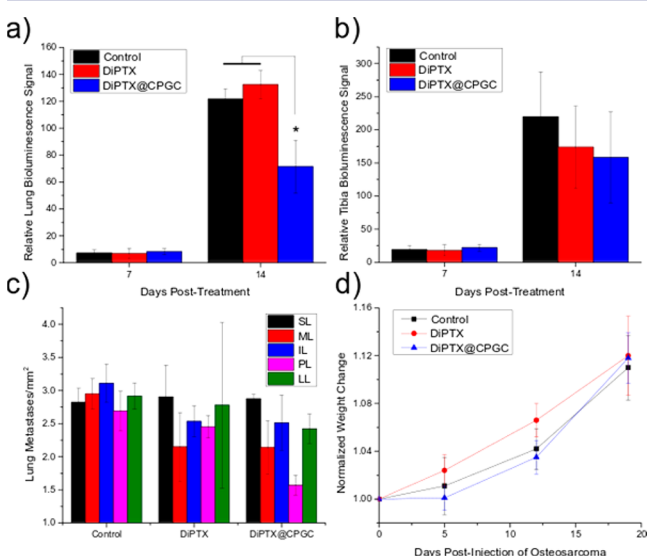 a)
Relative Lung Bioluminescence Signal
160
140
120
100
80
60
40
20
0
Control
DiPTX
DiPTX@CPGC
*
7
14
Days Post-Treatment
b)
Relative Tibia Bioluminescence Signal
300
250
200
150
100
50
0
Control
DiPTX
DiPTX@CPGC
7
14
Days Post-Treatment
c)
Lung Metastases/mm²
4.0
3.5
3.0
2.5
2.0
1.5
1.0
SL
ML
IL
PL
LL
Control
DiPTX
DiPTX@CPGC
d)
Normalized Weight Change
1.16
1.12
1.08
1.04
1.00
Control
DiPTX
DiPTX@CPGC
0
5
10
15
20
Days Post-Injection of Osteosarcoma